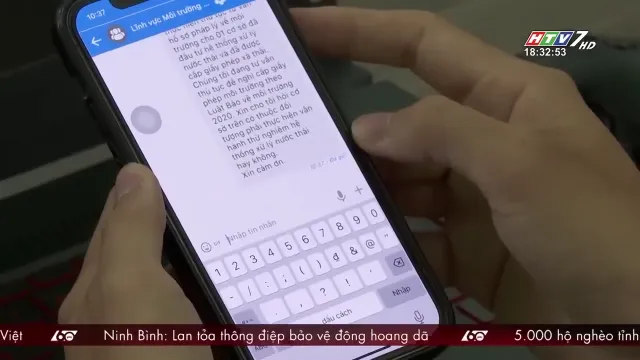 10:37
Lĩnh vực Môi trường ...
HTV7 HD
18:32:53
hồ sơ pháp lý về môi
trường cho 01 cơ sở đã
đầu tư hệ thống xử lý
nước thải và đã được
cấp giấy phép xả thải.
Chúng tôi đang tư vấn
thủ tục đề nghị cấp giấy
phép môi trường theo
Luật Bảo vệ môi trường
2020. Xin cho tôi hỏi cơ
sở trên có thuộc đối
tượng phải thực hiện vận
hành thử nghiệm hệ
thống xử lý nước thải
hay không.
Xin cảm ơn.
Nhập tin nhắn
1 2 3 4 5 6 7 8 9 0
- / : ; ( ) đ & @ "
. , ? ! '
dấu cách
Nhập
Việt
60
Ninh Bình: Lan tỏa thông điệp bảo vệ động hoang dã
60
5.000 hộ nghèo tỉnh